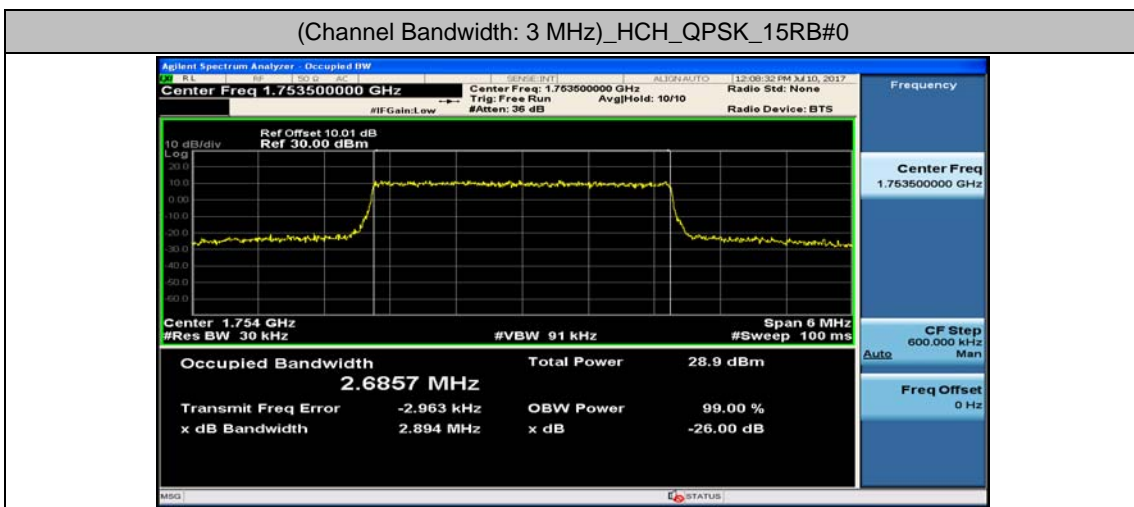 (Channel Bandwidth: 3 MHz)_HCH_QPSK_15RB#0
Agilent Spectrum Analyzer - Occupied BW
RL RF 50 Ω AC SENSE:INT ALIGN AUTO 12:08:32 PM Jul 10, 2017
Center Freq 1.753500000 GHz
Center Freq: 1.753500000 GHz Radio Std: None
Trig: Free Run Avg|Hold: 10/10
#IFGain:Low #Atten: 36 dB Radio Device: BTS
Ref Offset 10.01 dB
10 dB/div Ref 30.00 dBm
Log
20.0
10.0
0.00
-10.0
-20.0
-30.0
-40.0
-50.0
-60.0
Center 1.754 GHz Span 6 MHz
#Res BW 30 kHz #VBW 91 kHz #Sweep 100 ms
Occupied Bandwidth Total Power 28.9 dBm
2.6857 MHz
Transmit Freq Error -2.963 kHz OBW Power 99.00 %
x dB Bandwidth 2.894 MHz x dB -26.00 dB
MSG STATUS
Frequency
Center Freq
1.753500000 GHz
CF Step
600.000 kHz
Auto Man
Freq Offset
0 Hz